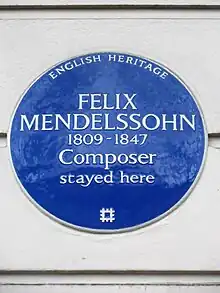 ENGLISH HERITAGE
FELIX
MENDELSSOHN
1809-1847
Composer
stayed here